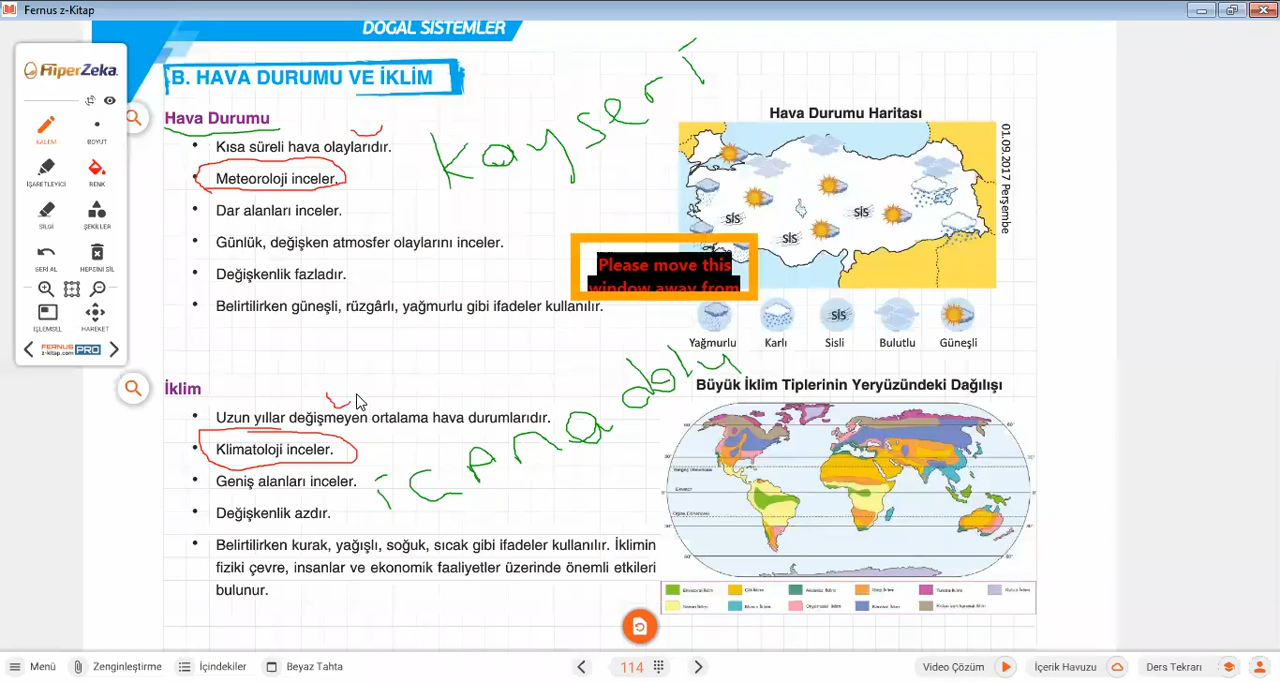 Fernus z-Kitap
DOĞAL SİSTEMLER
HiperZeka
KALEM
BOYUT
İŞARETLEYİCİ
RENK
SİLGİ
ŞEKİLLER
GERİ AL
HEPSİNİ SİL
İŞLEMSEL
HAREKET
FERNUS
z-kitap.com PRO
B. HAVA DURUMU VE İKLİM
Hava Durumu
Kısa süreli hava olaylarıdır.
Meteoroloji inceler.
Dar alanları inceler.
Günlük, değişken atmosfer olaylarını inceler.
Değişkenlik fazladır.
Belirtilirken güneşli, rüzgârlı, yağmurlu gibi ifadeler kullanılır.
kayseri
Hava Durumu Haritası
01.09.2017 Perşembe
SİS
SİS
SİS
Please move this
window away from
SİS
Yağmurlu Karlı Sisli Bulutlu Güneşli
İklim
Uzun yıllar değişmeyen ortalama hava durumlarıdır.
Klimatoloji inceler.
Geniş alanları inceler.
Değişkenlik azdır.
Belirtilirken kurak, yağışlı, soğuk, sıcak gibi ifadeler kullanılır. İklimin
fiziki çevre, insanlar ve ekonomik faaliyetler üzerinde önemli etkileri
bulunur.
Büyük İklim Tiplerinin Yeryüzündeki Dağılışı
Menü
Zenginleştirme
İçindekiler
Beyaz Tahta
114
Video Çözüm
İçerik Havuzu
Ders Tekrarı